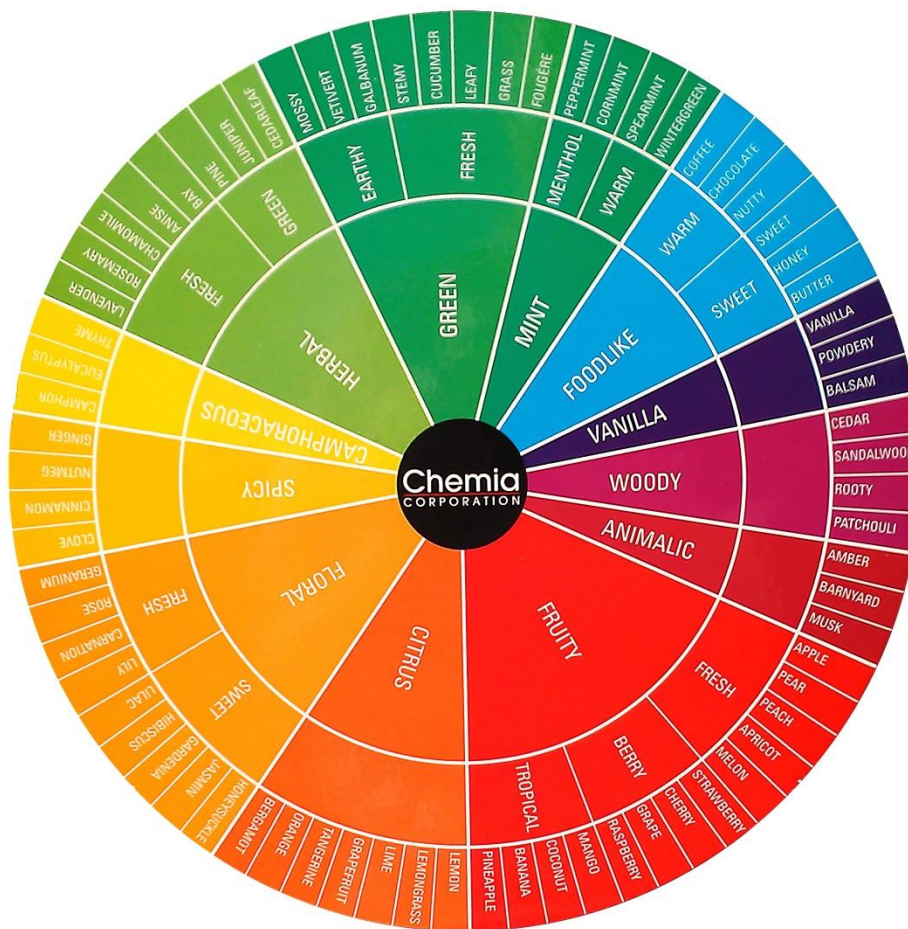 Chemia
CORPORATION
GREEN
MINT
FOODLIKE
VANILLA
WOODY
ANIMALIC
FRUITY
CITRUS
FLORAL
SPICY
CAMPHORACEOUS
HERBAL
EARTHY
FRESH
MENTHOL
WARM
WARM
SWEET
FRESH
BERRY
TROPICAL
SWEET
FRESH
FRESH
GREEN
MOSSY
VETIVERT
GALBANUM
STEMY
CUCUMBER
LEAFY
GRASS
FOUGÈRE
PEPPERMINT
CORNMINT
SPEARMINT
WINTERGREEN
COFFEE
CHOCOLATE
NUTTY
SWEET
HONEY
BUTTER
VANILLA
POWDERY
BALSAM
CEDAR
SANDALWOO
ROOTY
PATCHOULI
AMBER
BARNYARD
MUSK
APPLE
PEAR
PEACH
APRICOT
MELON
STRAWBERRY
CHERRY
GRAPE
RASPBERRY
MANGO
COCONUT
BANANA
PINEAPPLE
LEMON
LEMONGRASS
LIME
GRAPEFRUIT
TANGERINE
ORANGE
BERGAMOT
HONEYSUCKLE
JASMIN
GARDENIA
HIBISCUS
LILAC
LILY
CARNATION
ROSE
GERANIUM
CLOVE
CINNAMON
NUTMEG
GINGER
CAMPHOR
EUCALYPTUS
THYME
LAVENDER
ROSEMARY
CHAMOMILE
ANISE
BAY
PINE
JUNIPER
CEDARLEAF